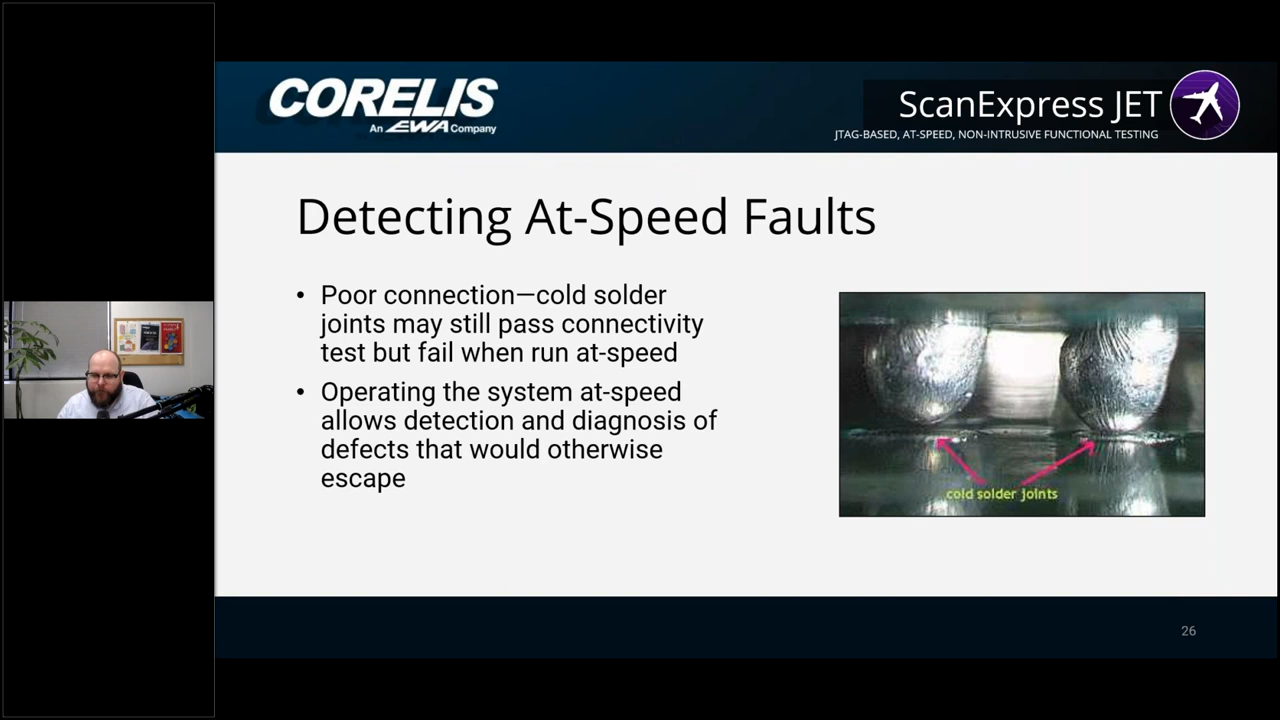 CORELIS
An EWA Company
ScanExpress JET
JTAG-BASED, AT-SPEED, NON-INTRUSIVE FUNCTIONAL TESTING
Detecting At-Speed Faults
• Poor connection—cold solder
joints may still pass connectivity
test but fail when run at-speed
• Operating the system at-speed
allows detection and diagnosis of
defects that would otherwise
escape
cold solder joints
26